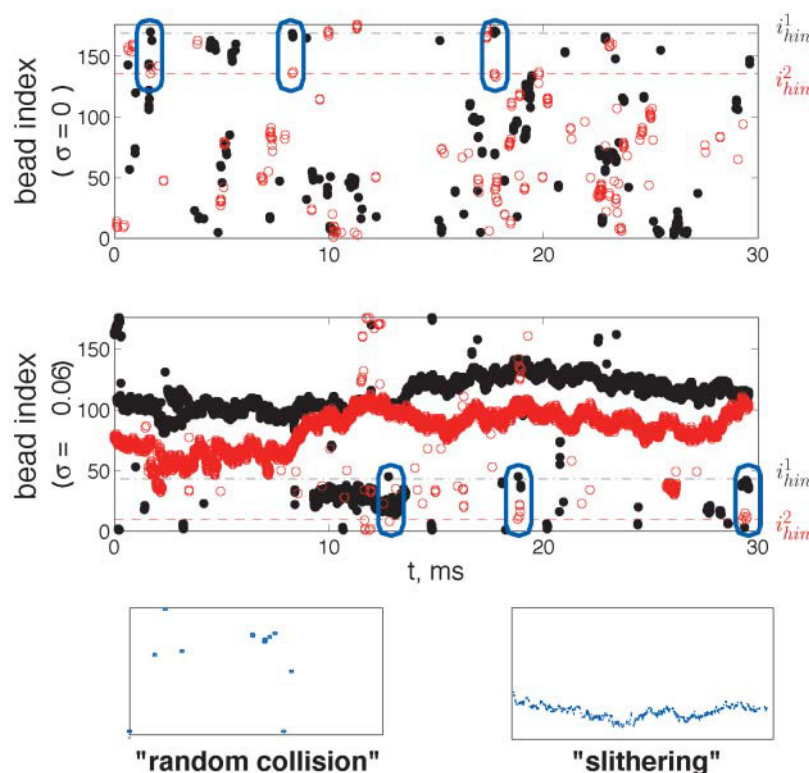 bead index
( σ = 0 )
150
100
50
0
0
10
20
30
i¹hin
i²hin
bead index
(σ = 0.06)
150
100
50
0
0
10
20
30
i¹hin
i²hin
t, ms
"random collision"
"slithering"